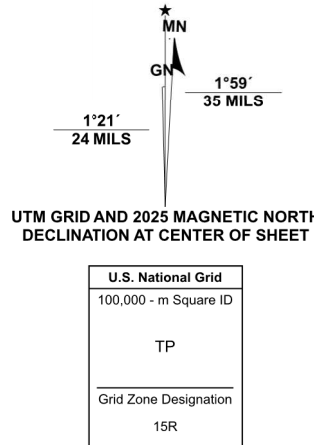 MN
GN
1°59´
35 MILS
1°21´
24 MILS
UTM GRID AND 2025 MAGNETIC NORTH
DECLINATION AT CENTER OF SHEET
U.S. National Grid
100,000 - m Square ID
TP
Grid Zone Designation
15R